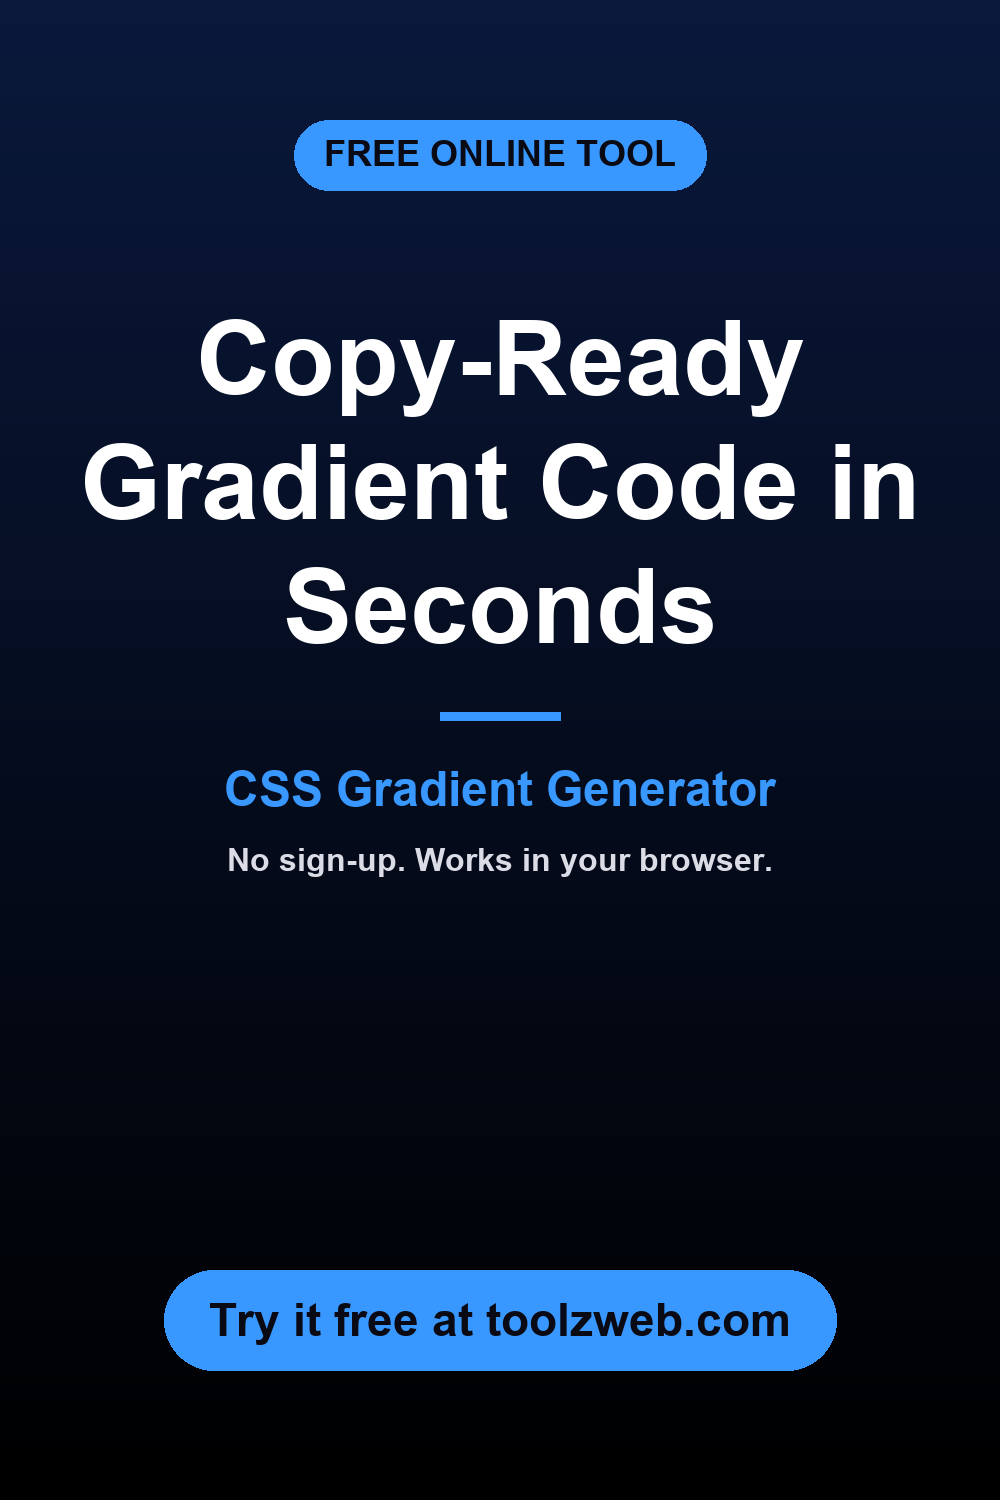 FREE ONLINE TOOL
Copy-Ready
Gradient Code in
Seconds
CSS Gradient Generator
No sign-up. Works in your browser.
Try it free at toolzweb.com